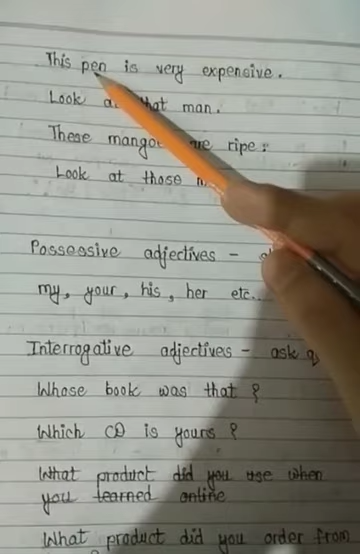 This pen is very expensive.
Look that man.
These are ripe:
Look at those
Possessive adjectives -
my, your, his, her etc...
Interrogative adjectives - ask
Whose book was that ?
Which CD is yours ?
What product did you use when
you learned online
What product did you order from